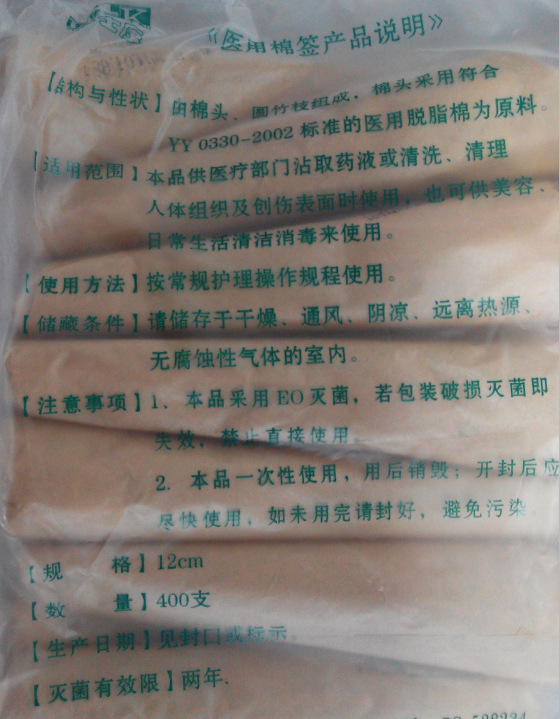 《医用棉签产品说明》
【结构与性状】由棉头、圆竹枝组成，棉头采用符合
YY 0330-2002标准的医用脱脂棉为原料。
【适用范围】本品供医疗部门沾取药液或清洗、清理
人体组织及创伤表面时使用，也可供美容、
日常生活清洁消毒来使用。
【使用方法】按常规护理操作规程使用。
【储藏条件】请储存于干燥、通风、阴凉、远离热源、
无腐蚀性气体的室内。
【注意事项】1、本品采用EO灭菌，若包装破损灭菌即
失效，禁止直接使用。
2. 本品一次性使用，用后销毁；开封后应
尽快使用，如未用完请封好，避免污染
【规格】12cm
【数量】400支
【生产日期】见封口或标示。
【灭菌有效限】两年.